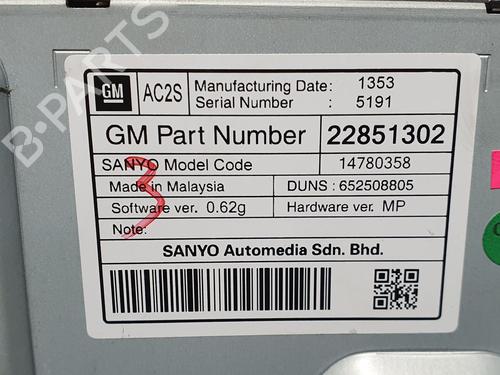 B-PARTS
GM AC2S Manufacturing Date: 1353
Serial Number : 5191
GM Part Number 22851302
SANYO Model Code 14780358
Made in Malaysia DUNS : 652508805
Software ver. 0.62g Hardware ver. MP
Note:
3
SANYO Automedia Sdn. Bhd.